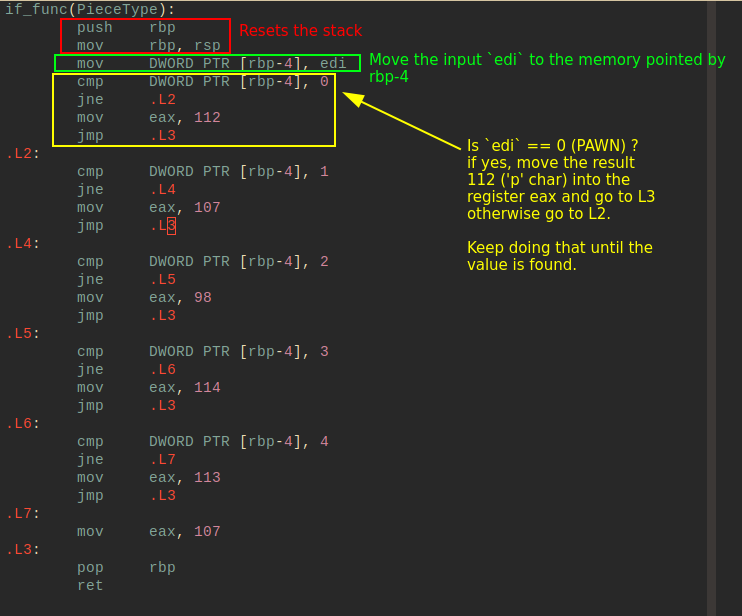 if_func(PieceType):
push rbp
mov rbp, rsp
Resets the stack
mov DWORD PTR [rbp-4], edi
Move the input `edi` to the memory pointed by
rbp-4
cmp DWORD PTR [rbp-4], 0
jne .L2
mov eax, 112
jmp .L3
Is `edi` == 0 (PAWN) ?
if yes, move the result
112 ('p' char) into the
register eax and go to L3
otherwise go to L2.
Keep doing that until the
value is found.
.L2:
cmp DWORD PTR [rbp-4], 1
jne .L4
mov eax, 107
jmp .L3
.L4:
cmp DWORD PTR [rbp-4], 2
jne .L5
mov eax, 98
jmp .L3
.L5:
cmp DWORD PTR [rbp-4], 3
jne .L6
mov eax, 114
jmp .L3
.L6:
cmp DWORD PTR [rbp-4], 4
jne .L7
mov eax, 113
jmp .L3
.L7:
mov eax, 107
.L3:
pop rbp
ret